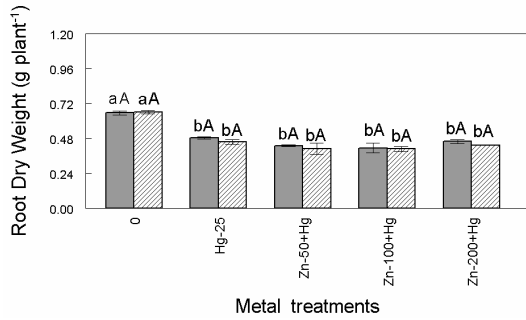 Root Dry Weight (g plant-1)
1.20
0.96
0.72
0.48
0.24
0.00
aA aA
bA bA
bA bA
bA bA
bA bA
0
Hg-25
Zn-50+Hg
Zn-100+Hg
Zn-200+Hg
Metal treatments